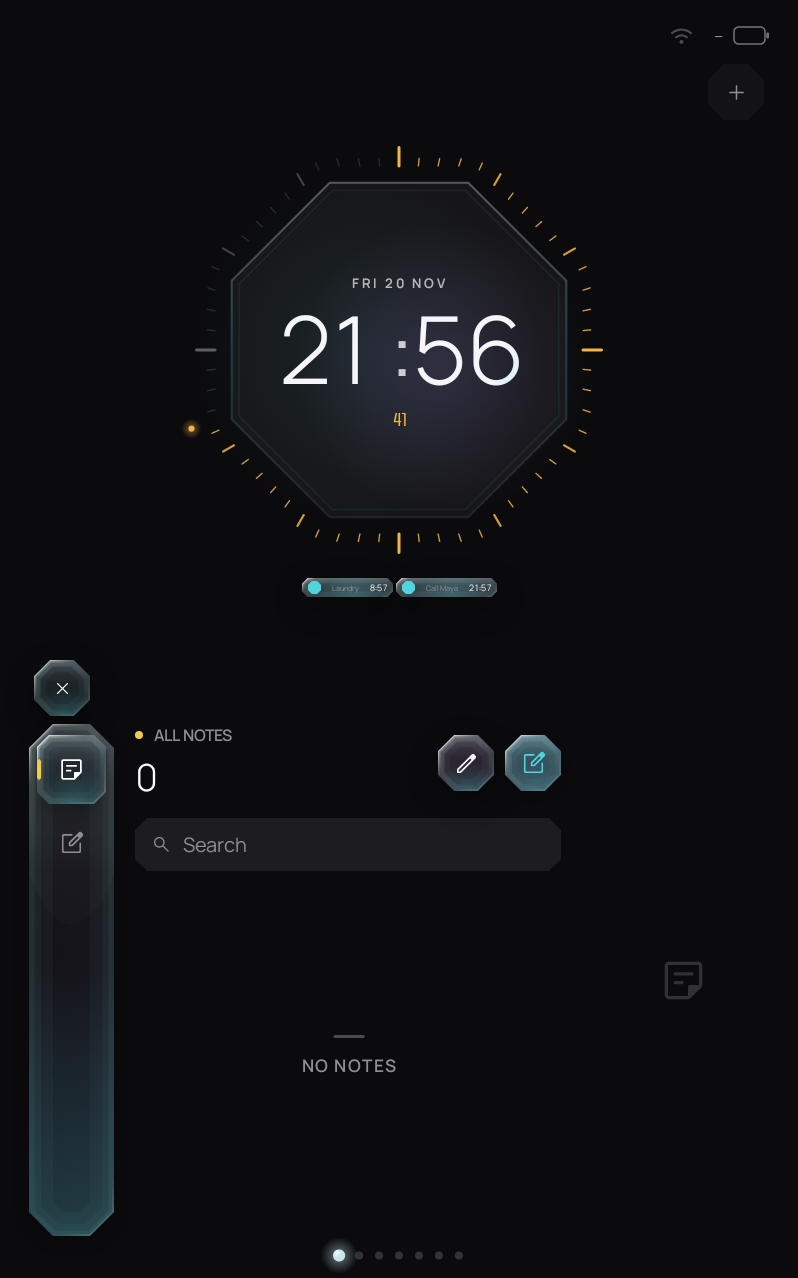 FRI 20 NOV
21:56
41
Laundry 8:57
Call Maya 21:57
ALL NOTES
0
Search
NO NOTES